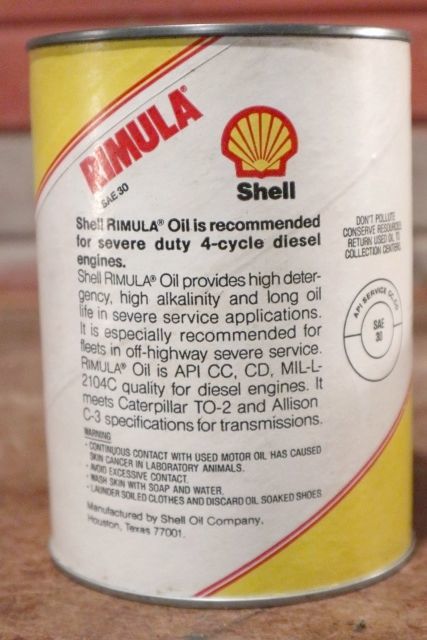 RIMULA®
SAE 30
Shell
Shell RIMULA® Oil is recommended
for severe duty 4-cycle diesel
engines.
Shell RIMULA® Oil provides high deter-
gency, high alkalinity and long oil
life in severe service applications.
It is especially recommended for
fleets in off-highway severe service.
RIMULA® Oil is API CC, CD, MIL-L-
2104C quality for diesel engines. It
meets Caterpillar TO-2 and Allison
C-3 specifications for transmissions.
WARNING
- CONTINUOUS CONTACT WITH USED MOTOR OIL HAS CAUSED
SKIN CANCER IN LABORATORY ANIMALS.
- AVOID EXCESSIVE CONTACT.
- WASH SKIN WITH SOAP AND WATER.
- LAUNDER SOILED CLOTHES AND DISCARD OIL SOAKED SHOES.
Manufactured by Shell Oil Company,
Houston, Texas 77001.
DON'T POLLUTE
CONSERVE RESOURCES
RETURN USED OIL TO
COLLECTION CENTERS
API SERVICE CC, CD
SAE
30